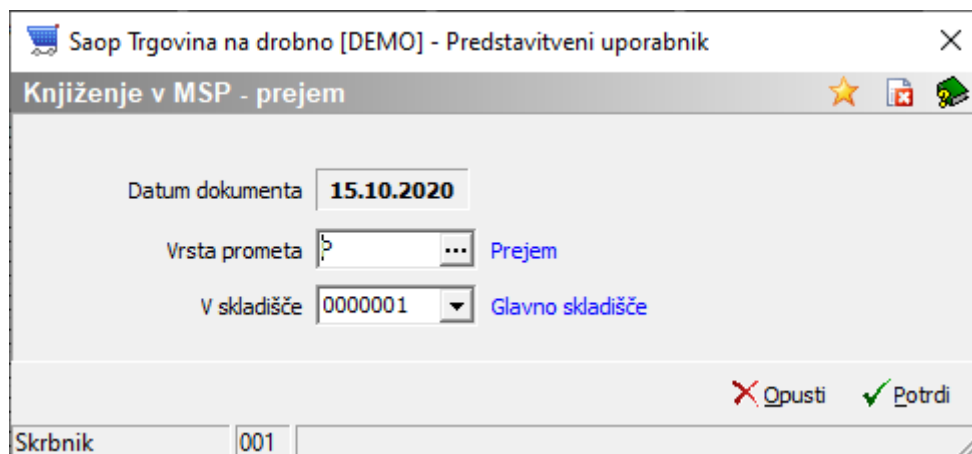 Saop Trgovina na drobno [DEMO] - Predstavitveni uporabnik
Knjiženje v MSP - prejem
Datum dokumenta 15.10.2020
Vrsta prometa P ... Prejem
V skladišče 0000001 Glavno skladišče
Opusti Potrdi
Skrbnik 001